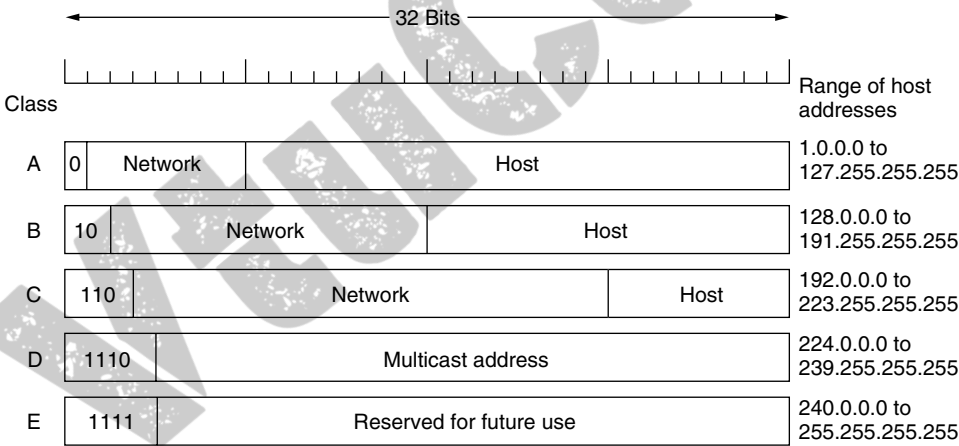 32 Bits
Class
Range of host
addresses
A
0
Network
Host
1.0.0.0 to
127.255.255.255
B
10
Network
Host
128.0.0.0 to
191.255.255.255
C
110
Network
Host
192.0.0.0 to
223.255.255.255
D
1110
Multicast address
224.0.0.0 to
239.255.255.255
E
1111
Reserved for future use
240.0.0.0 to
255.255.255.255